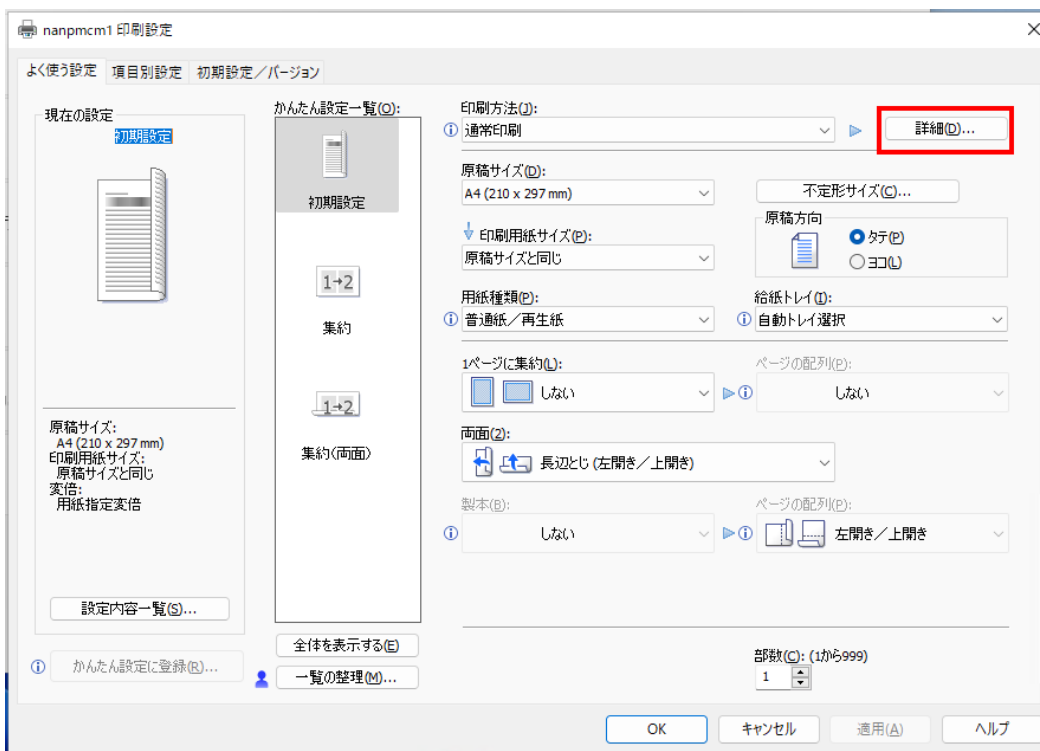 nanpmcm1 印刷設定
よく使う設定
項目別設定
初期設定／バージョン
現在の設定
初期設定
原稿サイズ:
A4 (210 x 297 mm)
印刷用紙サイズ:
原稿サイズと同じ
変倍:
用紙指定変倍
設定内容一覧(S)...
かんたん設定に登録(R)...
かんたん設定一覧(O):
初期設定
1→2
集約
1→2
集約(両面)
全体を表示する(E)
一覧の整理(M)...
印刷方法(J):
通常印刷
詳細(D)...
原稿サイズ(D):
A4 (210 x 297 mm)
不定形サイズ(C)...
印刷用紙サイズ(P):
原稿サイズと同じ
原稿方向
タテ(P)
ヨコ(L)
用紙種類(P):
普通紙／再生紙
給紙トレイ(I):
自動トレイ選択
1ページに集約(L):
しない
ページの配列(P):
しない
両面(2):
長辺とじ (左開き／上開き)
製本(B):
しない
ページの配列(P):
左開き／上開き
部数(C): (1から999)
1
OK
キャンセル
適用(A)
ヘルプ